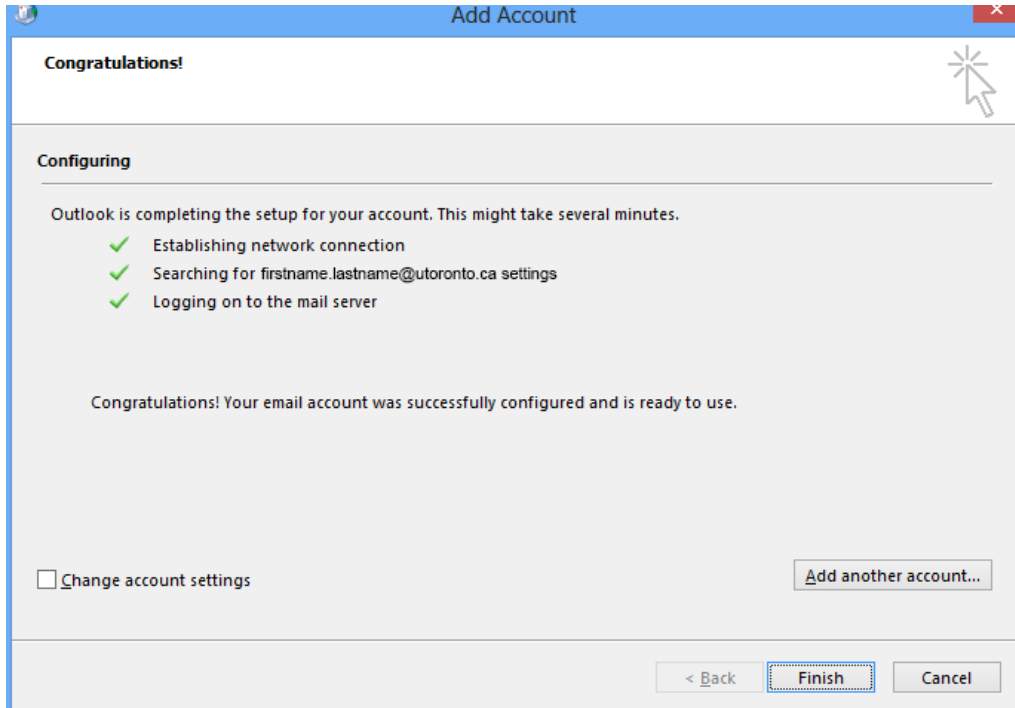 Add Account
Congratulations!
Configuring
Outlook is completing the setup for your account. This might take several minutes.
Establishing network connection
Searching for firstname.lastname@utoronto.ca settings
Logging on to the mail server
Congratulations! Your email account was successfully configured and is ready to use.
Change account settings
Add another account...
< Back
Finish
Cancel